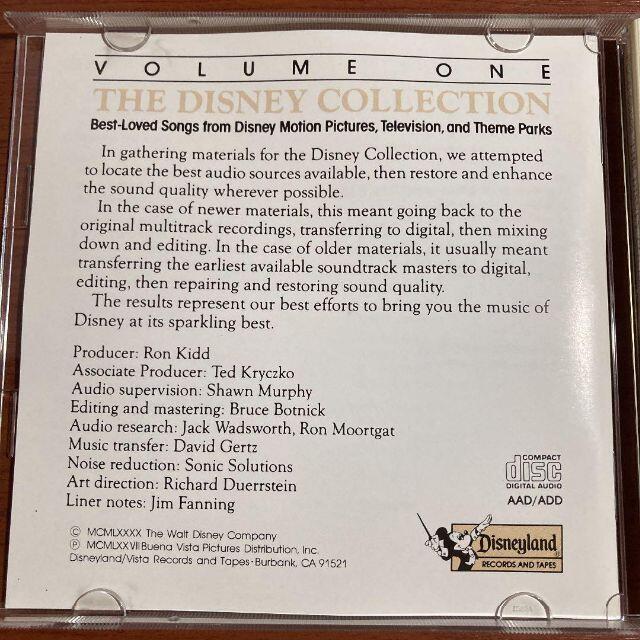 VOLUME ONE
THE DISNEY COLLECTION
Best-Loved Songs from Disney Motion Pictures, Television, and Theme Parks
In gathering materials for the Disney Collection, we attempted
to locate the best audio sources available, then restore and enhance
the sound quality wherever possible.
In the case of newer materials, this meant going back to the
original multitrack recordings, transferring to digital, then mixing
down and editing. In the case of older materials, it usually meant
transferring the earliest available soundtrack masters to digital,
editing, then repairing and restoring sound quality.
The results represent our best efforts to bring you the music of
Disney at its sparkling best.
Producer: Ron Kidd
Associate Producer: Ted Kryczko
Audio supervision: Shawn Murphy
Editing and mastering: Bruce Botnick
Audio research: Jack Wadsworth, Ron Moortgat
Music transfer: David Gertz
Noise reduction: Sonic Solutions
Art direction: Richard Duerrstein
Liner notes: Jim Fanning
COMPACT
disc
DIGITAL AUDIO
AAD/ADD
© MCMLXXXX The Walt Disney Company
℗ MCMLXXVII Buena Vista Pictures Distribution, Inc.
Disneyland/Vista Records and Tapes • Burbank, CA 91521
Disneyland®
RECORDS AND TAPES